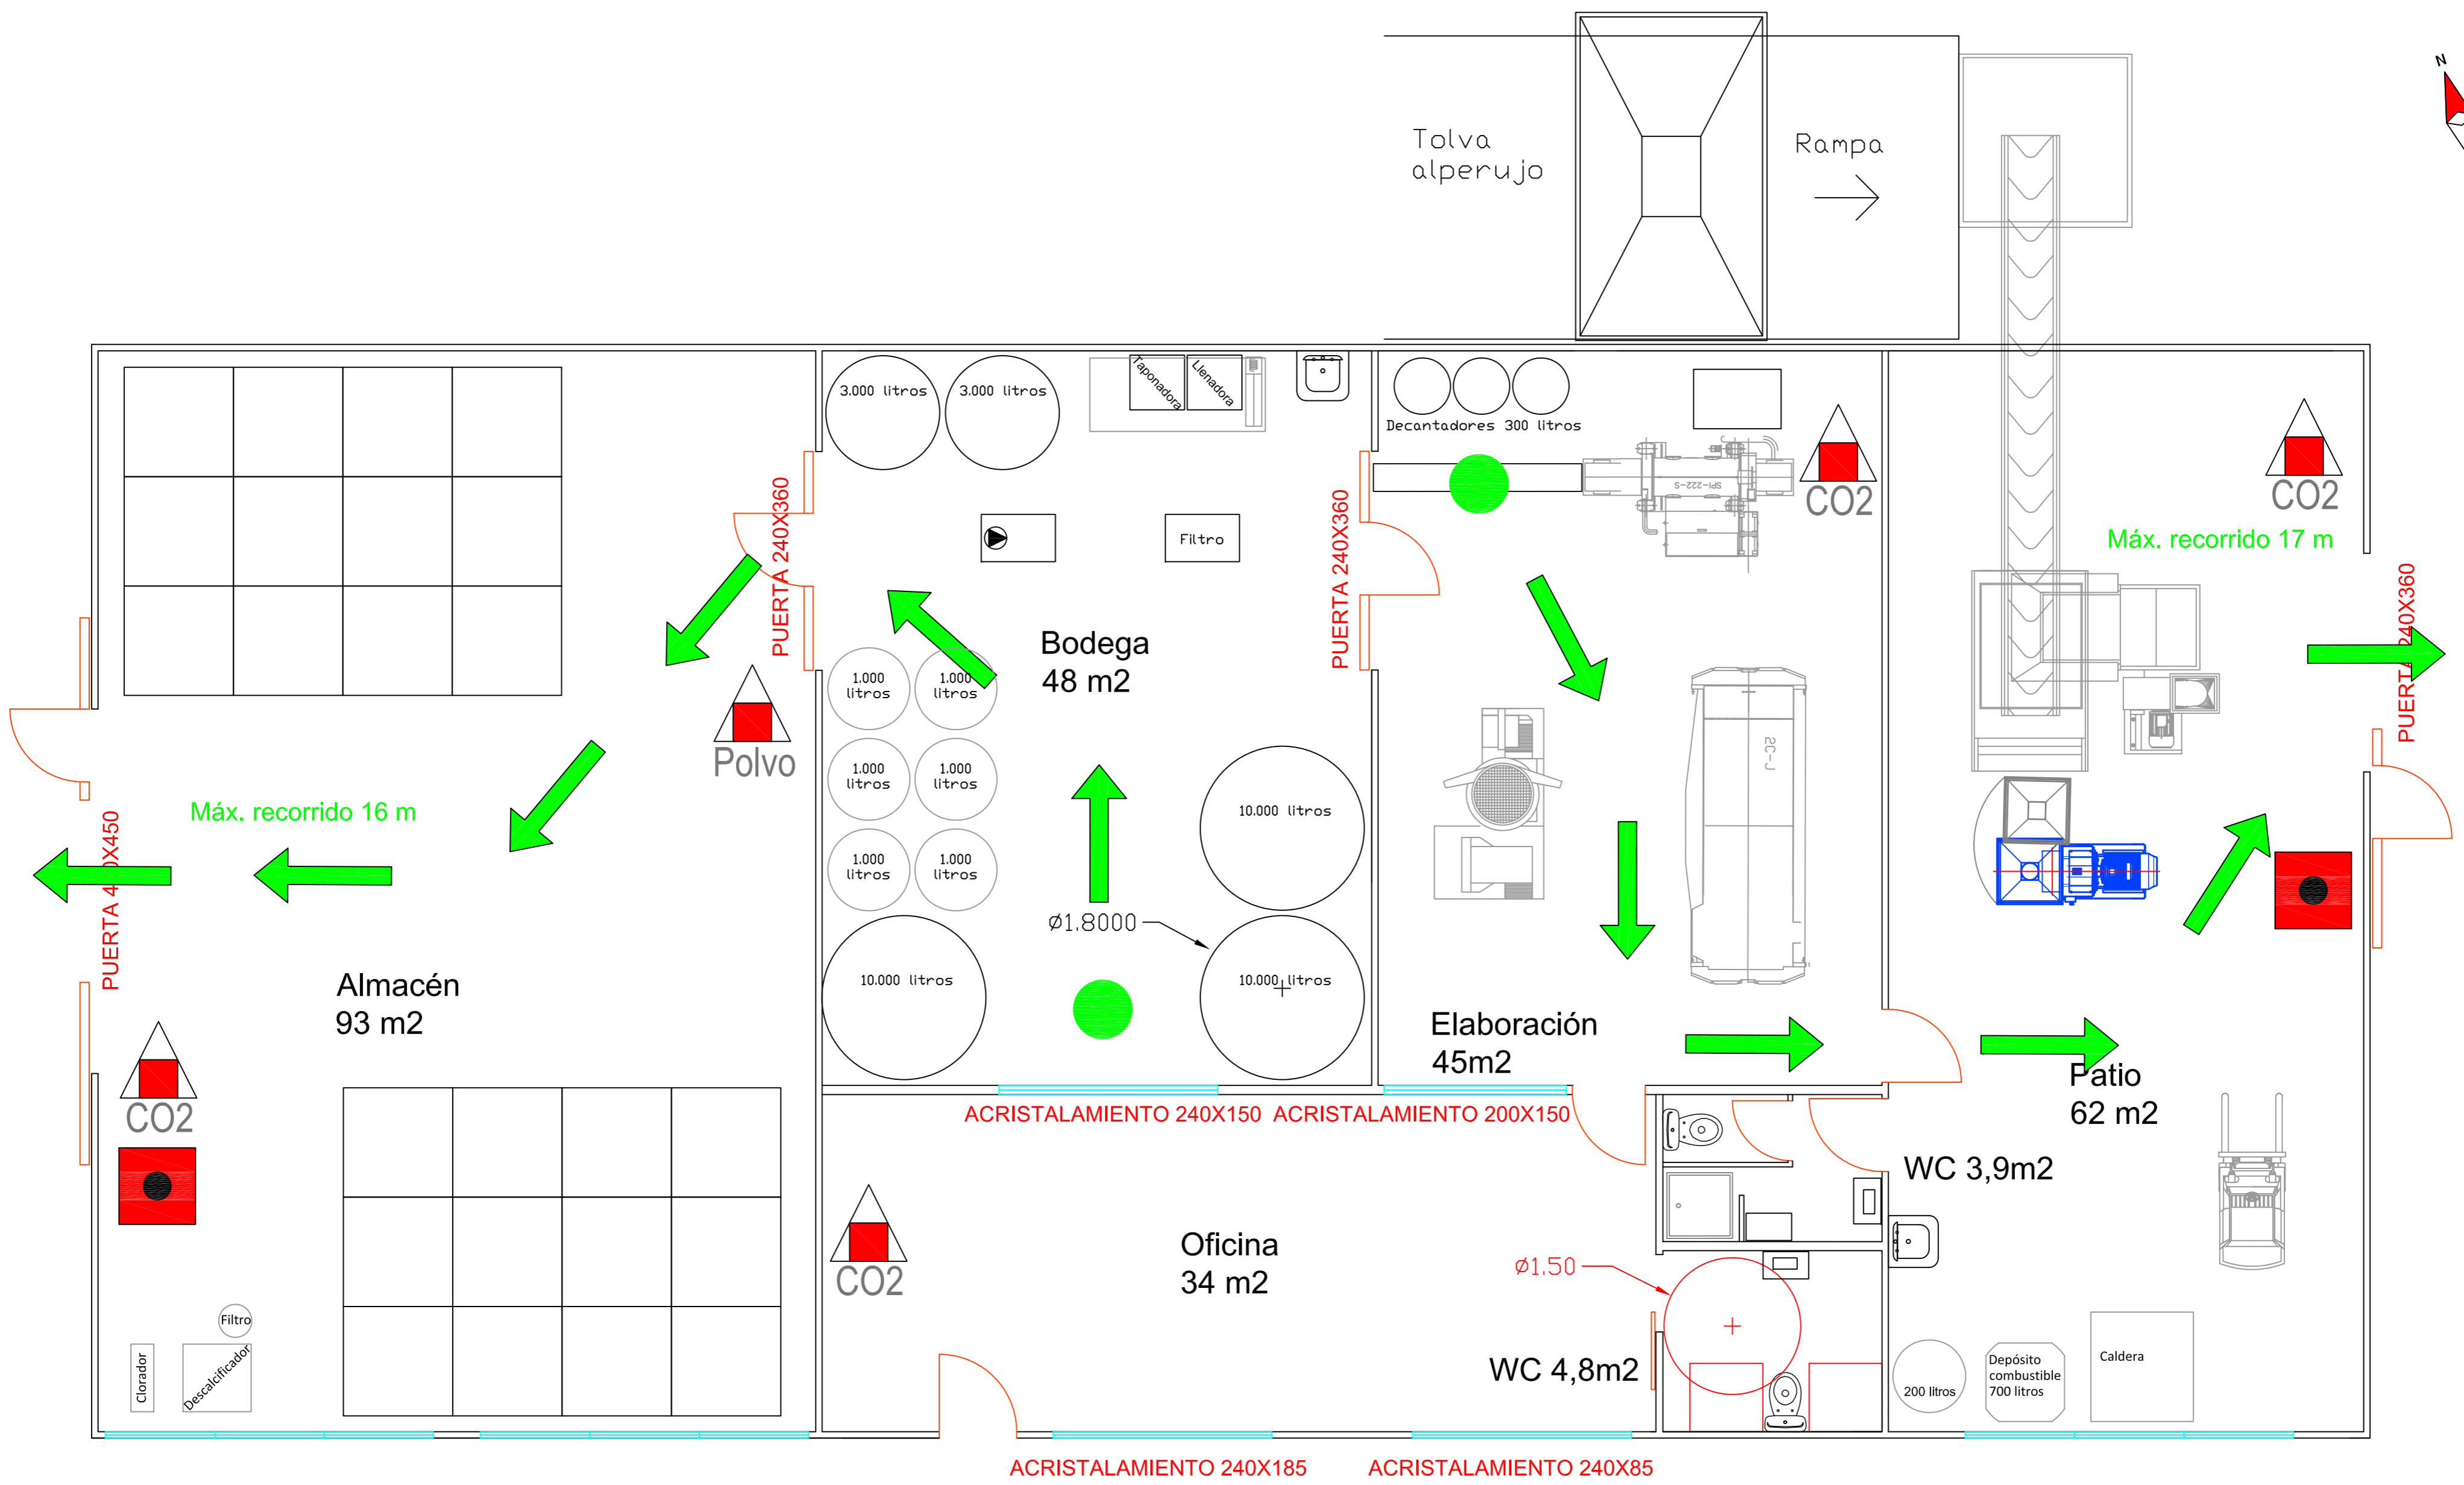 N
Tolva
alperujo
Rampa
3.000 litros
3.000 litros
Taponadora
Llenadora
Decantadores 300 litros
SPI-222-S
CO2
CO2
PUERTA 240X360
PUERTA 240X360
Filtro
Máx. recorrido 17 m
PUERTA 240X360
Bodega
48 m2
1.000
litros
1.000
litros
Polvo
2C-J
1.000
litros
1.000
litros
Máx. recorrido 16 m
10.000 litros
PUERTA 4 0X450
1.000
litros
1.000
litros
Ø1.8000
10.000 litros
10.000 litros
Almacén
93 m2
Elaboración
45m2
Patio
62 m2
CO2
ACRISTALAMIENTO 240X150
ACRISTALAMIENTO 200X150
WC 3,9m2
CO2
Oficina
34 m2
Ø1.50
Filtro
Clorador
Descalcificador
WC 4,8m2
200 litros
Depósito
combustible
700 litros
Caldera
ACRISTALAMIENTO 240X185
ACRISTALAMIENTO 240X85